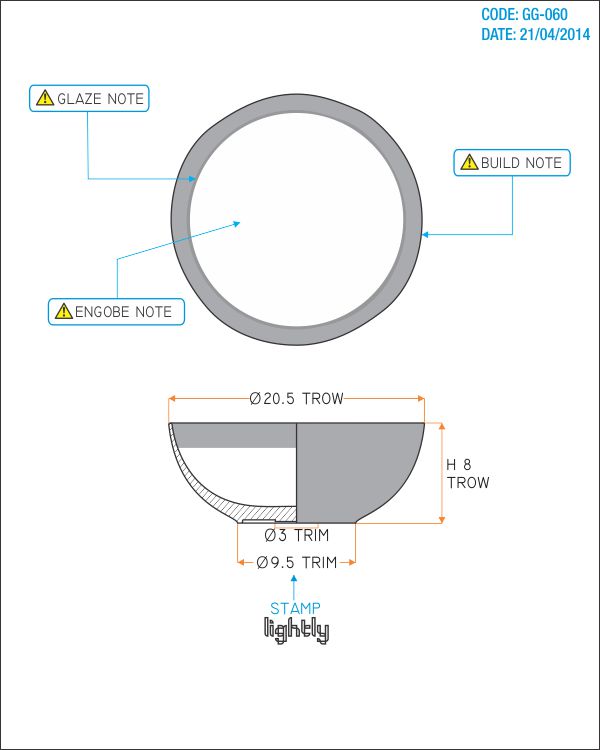 CODE: GG-060
DATE: 21/04/2014
GLAZE NOTE
BUILD NOTE
ENGOBE NOTE
Ø20.5 TROW
H 8
TROW
Ø3 TRIM
Ø9.5 TRIM
STAMP
lightly